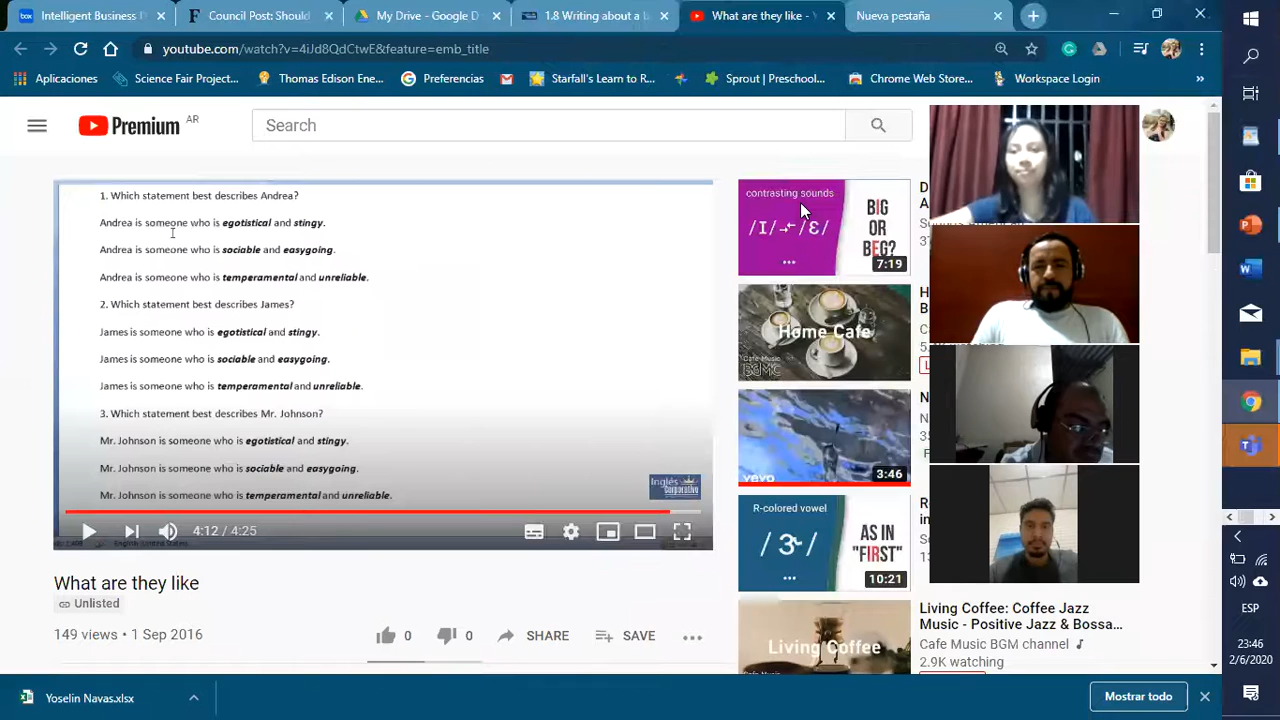 Intelligent Business
Council Post: Should
My Drive - Google D
1.8 Writing about a l
What are they like - Y
Nueva pestaña
youtube.com/watch?v=4iJd8QdCtwE&feature=emb_title
Aplicaciones
Science Fair Project...
Thomas Edison Ene...
Preferencias
Starfall's Learn to R...
Sprout | Preschool...
Chrome Web Store...
Workspace Login
»
Premium AR
Search
1. Which statement best describes Andrea?
Andrea is someone who is egotistical and stingy.
Andrea is someone who is sociable and easygoing.
Andrea is someone who is temperamental and unreliable.
2. Which statement best describes James?
James is someone who is egotistical and stingy.
James is someone who is sociable and easygoing.
James is someone who is temperamental and unreliable.
3. Which statement best describes Mr. Johnson?
Mr. Johnson is someone who is egotistical and stingy.
Mr. Johnson is someone who is sociable and easygoing.
Mr. Johnson is someone who is temperamental and unreliable.
Inglés
Corporativo
4:12 / 4:25
What are they like
Unlisted
149 views • 1 Sep 2016
0
0
SHARE
SAVE
contrasting sounds
/I/→←/Ɛ/
BIG
OR
BEG?
7:19
Home Cafe
Cafe Music
BGMC
vevo
3:46
R-colored vowel
/ɝ/
AS IN
"FIRST"
10:21
Living Coffee
Living Coffee: Coffee Jazz
Music - Positive Jazz & Bossa...
Cafe Music BGM channel
2.9K watching
ESP
23:46
2/6/2020
Yoselin Navas.xlsx
Mostrar todo